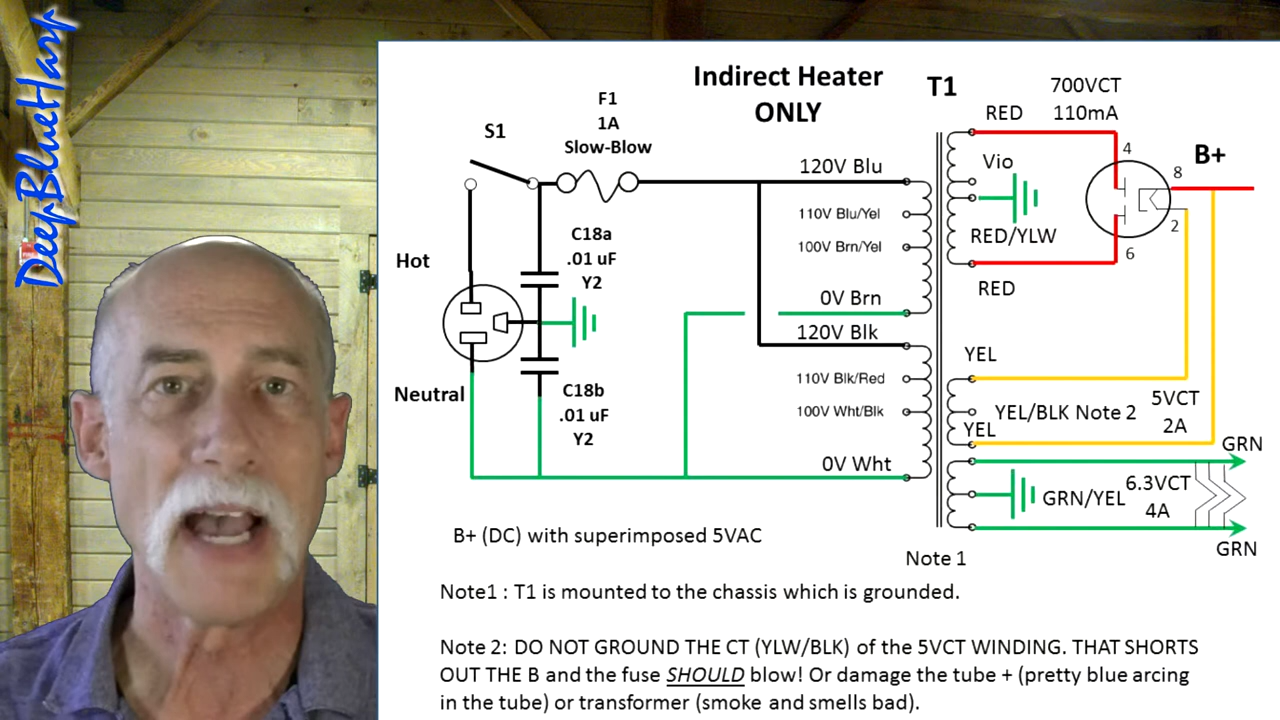 DeepBlueHarp
Indirect Heater
ONLY
T1
700VCT
110mA
F1
1A
Slow-Blow
S1
RED
B+
4
8
Vio
120V Blu
110V Blu/Yel
100V Brn/Yel
2
RED/YLW
6
C18a
.01 uF
Y2
Hot
RED
0V Brn
120V Blk
YEL
110V Blk/Red
Neutral
C18b
.01 uF
Y2
100V Wht/Blk
YEL/BLK Note 2
5VCT
2A
YEL
GRN
0V Wht
6.3VCT
4A
GRN/YEL
B+ (DC) with superimposed 5VAC
GRN
Note 1
Note1 : T1 is mounted to the chassis which is grounded.
Note 2: DO NOT GROUND THE CT (YLW/BLK) of the 5VCT WINDING. THAT SHORTS
OUT THE B and the fuse SHOULD blow! Or damage the tube + (pretty blue arcing
in the tube) or transformer (smoke and smells bad).